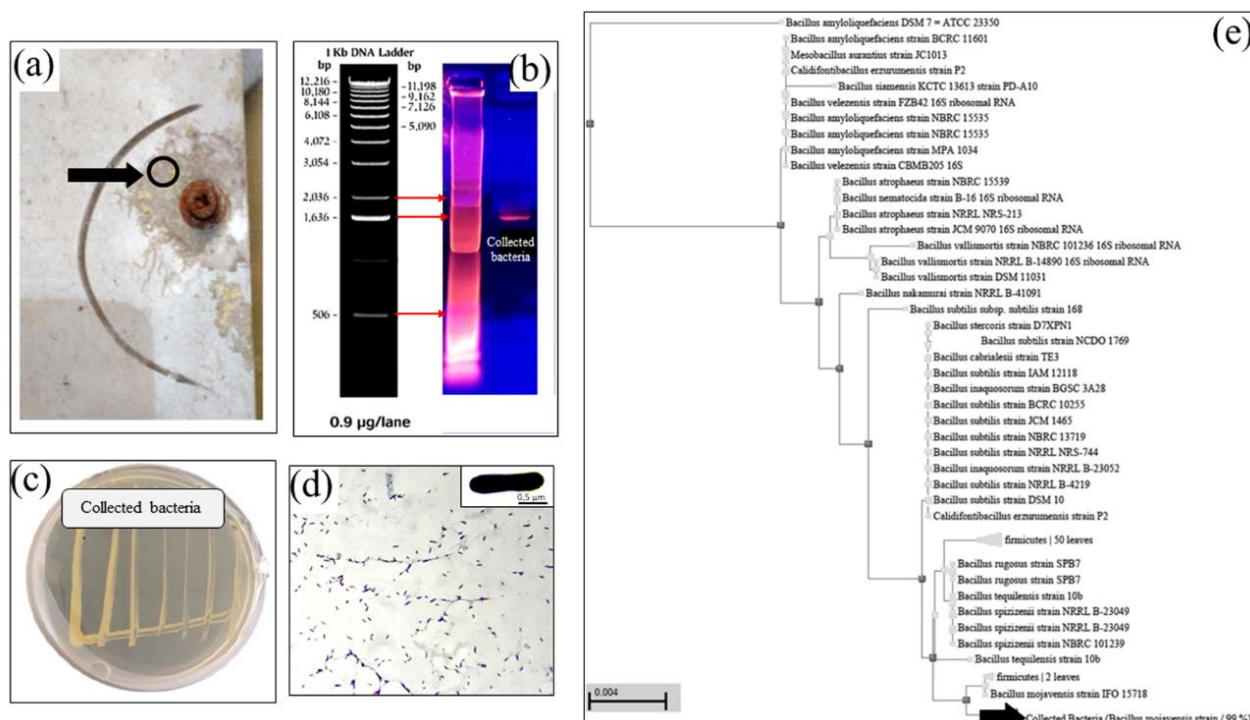 (a)
1 Kb DNA Ladder
bp
bp
(b)
12,216
10,180
8,144
6,108
5,090
4,072
3,054
2,036
1,636
506
11,198
9,162
7,126
5,090
Collected
bacteria
0.9 µg/lane
(c)
Collected bacteria
(d)
0.5 µm
(e)
Bacillus amyloliquefaciens DSM 7 = ATCC 23350
Bacillus amyloliquefaciens strain BCRC 11601
Mesobacillus aurantius strain JC1013
Calidifontibacillus erzurumensis strain P2
Bacillus siamensis KCTC 13613 strain PD-A10
Bacillus velezensis strain FZB42 16S ribosomal RNA
Bacillus amyloliquefaciens strain NBRC 15535
Bacillus amyloliquefaciens strain NBRC 15535
Bacillus amyloliquefaciens strain MPA 1034
Bacillus velezensis strain CBMB205 16S
Bacillus atrophaeus strain NBRC 15539
Bacillus nematocida strain B-16 16S ribosomal RNA
Bacillus atrophaeus strain NRRL NRS-213
Bacillus atrophaeus strain JCM 9070 16S ribosomal RNA
Bacillus vallismortis strain NBRC 101236 16S ribosomal RNA
Bacillus vallismortis strain NRRL B-14890 16S ribosomal RNA
Bacillus vallismortis strain DSM 11031
Bacillus nakamurai strain NRRL B-41091
Bacillus subtilis subsp. subtilis strain 168
Bacillus stercoris strain D7XPN1
Bacillus subtilis strain NCDO 1769
Bacillus cabrialesii strain TE3
Bacillus subtilis strain IAM 12118
Bacillus inaquosorum strain BGSC 3A28
Bacillus subtilis strain BCRC 10255
Bacillus subtilis strain JCM 1465
Bacillus subtilis strain NBRC 13719
Bacillus subtilis strain NRRL NRS-744
Bacillus inaquosorum strain NRRL B-23052
Bacillus subtilis strain NRRL B-4219
Bacillus subtilis strain DSM 10
Calidifontibacillus erzurumensis strain P2
firmicutes | 50 leaves
Bacillus rugosus strain SPB7
Bacillus rugosus strain SPB7
Bacillus tequilensis strain 10b
Bacillus spizizenii strain NRRL B-23049
Bacillus spizizenii strain NRRL B-23049
Bacillus spizizenii strain NBRC 101239
Bacillus tequilensis strain 10b
firmicutes | 2 leaves
Bacillus mojavensis strain IFO 15718
Collected Bacteria (Bacillus mojavensis strain / 99 %)
0.004